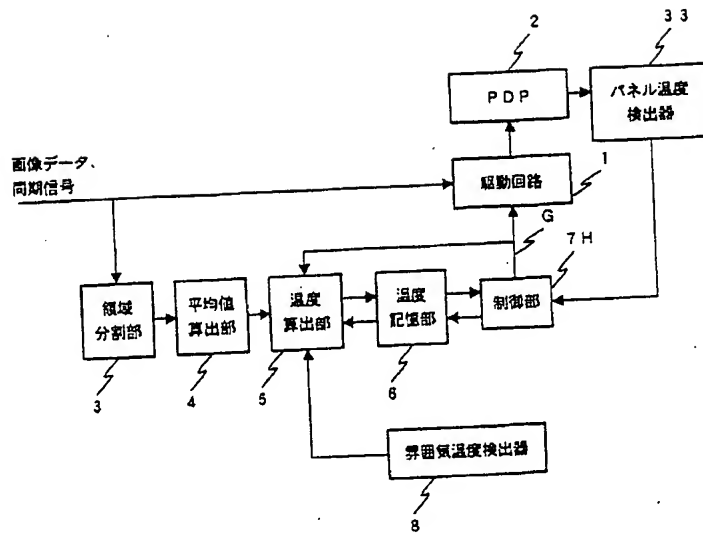 2
33
PDP
パネル温度
検出器
画像データ、
同期信号
駆動回路
1
G
7H
領域
分割部
平均値
算出部
温度
算出部
温度
記憶部
制御部
3
4
5
6
雰囲気温度検出器
8